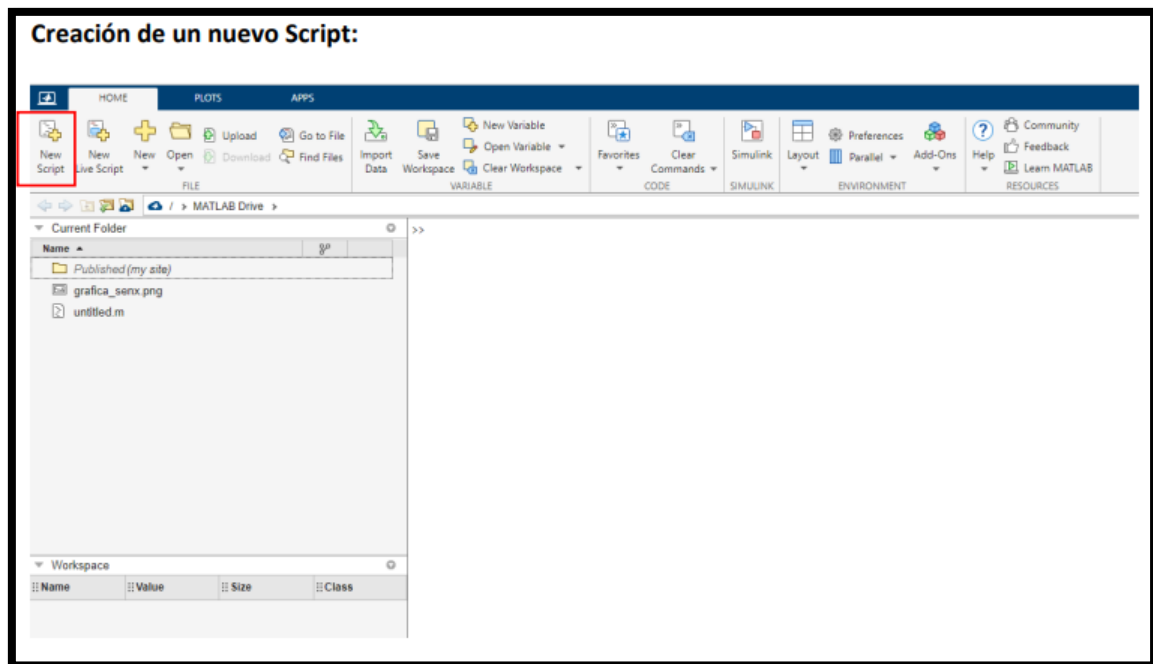 Creación de un nuevo Script:
HOME PLOTS APPS
New Script
New Live Script
New
Open
Upload
Download
Go to File
Find Files
FILE
Import Data
Save Workspace
New Variable
Open Variable
Clear Workspace
VARIABLE
Favorites
Clear Commands
CODE
Simulink
SIMULINK
Layout
Preferences
Parallel
Add-Ons
ENVIRONMENT
Help
Community
Feedback
Learn MATLAB
RESOURCES
/ > MATLAB Drive >
Current Folder
Name
Published (my site)
grafica_senx.png
untitled.m
>>
Workspace
Name Value Size Class